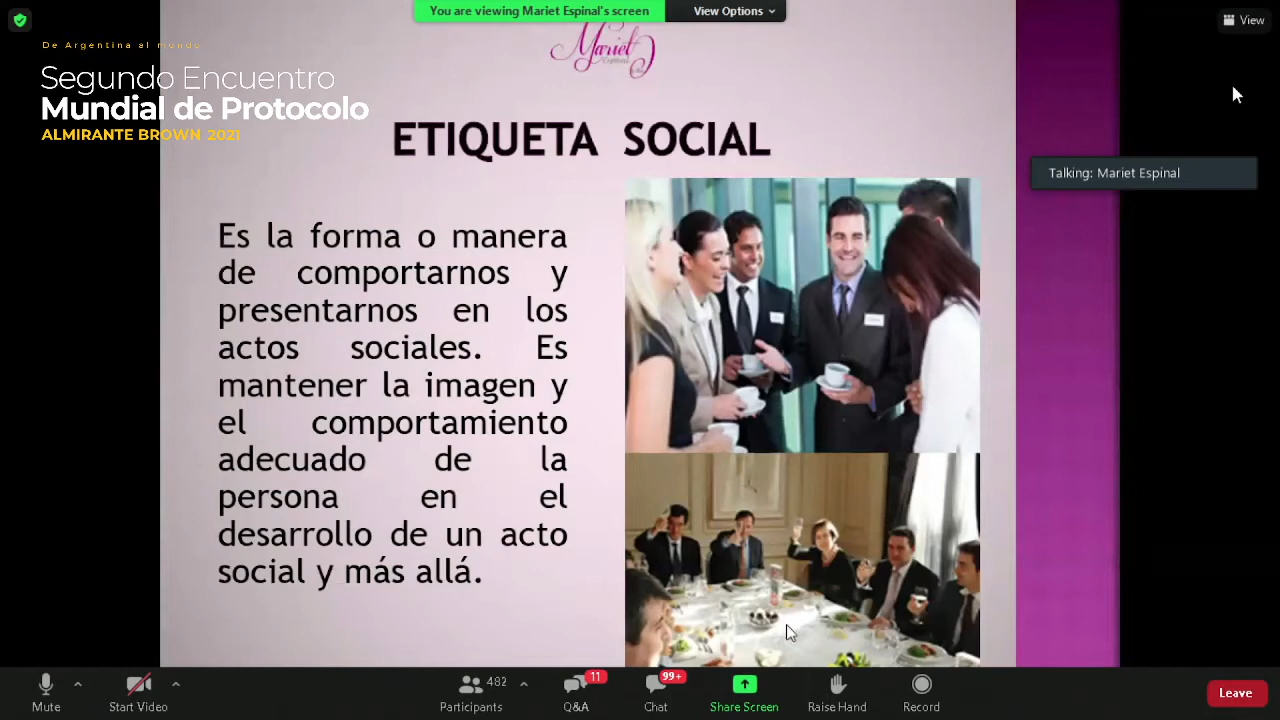 You are viewing Mariet Espinal's screen
View Options
View
De Argentina al mundo
Segundo Encuentro
Mundial de Protocolo
ALMIRANTE BROWN 2021
Mariet
ETIQUETA SOCIAL
Talking: Mariet Espinal
Es la forma o manera
de comportarnos y
presentarnos en los
actos sociales. Es
mantener la imagen y
el comportamiento
adecuado de la
persona en el
desarrollo de un acto
social y más allá.
Mute
Start Video
482
Participants
11
Q&A
99+
Chat
Share Screen
Raise Hand
Record
Leave